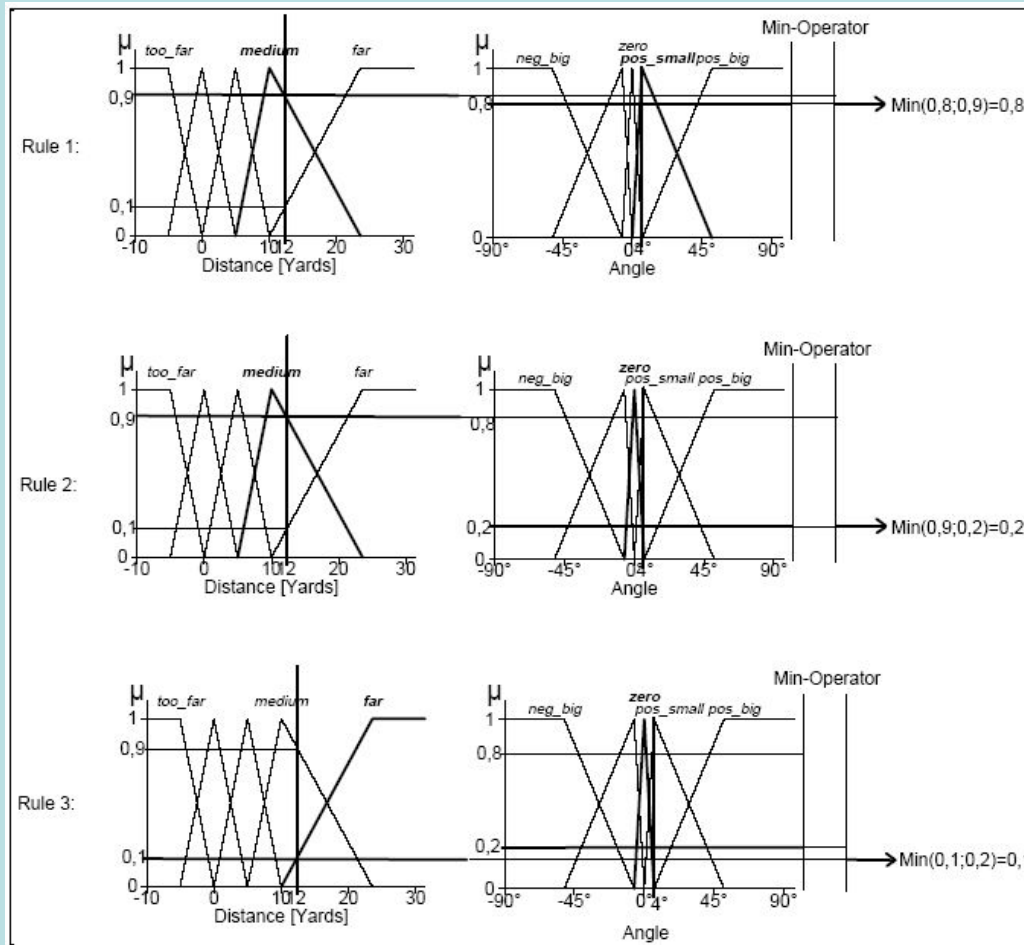 Min-Operator
μ too_far medium far
μ neg_big zero pos_small pos_big
1
0,9
0,1
0
1
0,8
0
Rule 1:
Min(0,8;0,9)=0,8
-10 0 10 12 20 30
Distance [Yards]
-90° -45° 0 4° 45° 90°
Angle
Min-Operator
μ too_far medium far
μ neg_big zero pos_small pos_big
1
0,9
0,1
0
1
0,8
0,2
0
Rule 2:
Min(0,9;0,2)=0,2
-10 0 10 12 20 30
Distance [Yards]
-90° -45° 0 4° 45° 90°
Angle
Min-Operator
μ too_far medium far
μ neg_big zero pos_small pos_big
1
0,9
0,1
0
1
0,8
0,2
0
Rule 3:
Min(0,1;0,2)=0,
-10 0 10 12 20 30
Distance [Yards]
-90° -45° 0 4° 45° 90°
Angle